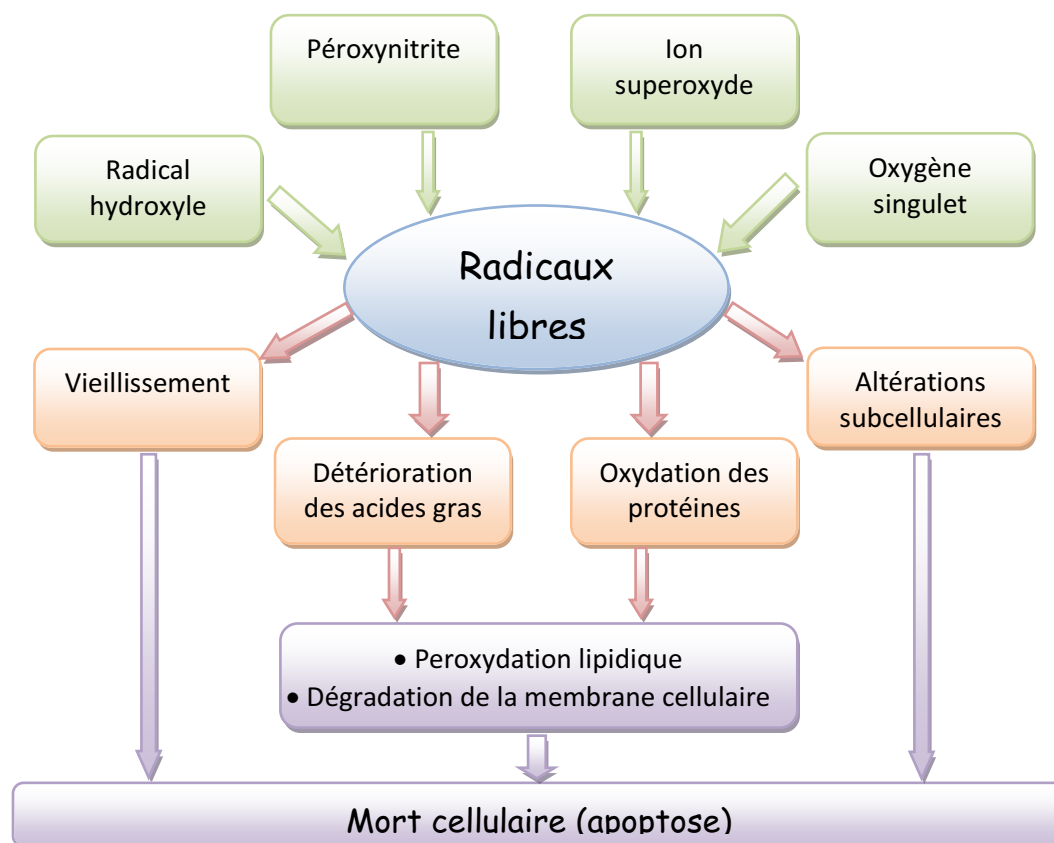 Péroxynitrite
Ion
superoxyde
Radical
hydroxyle
Oxygène
singulet
Radicaux
libres
Vieillissement
Altérations
subcellulaires
Détérioration
des acides gras
Oxydation des
protéines
• Peroxydation lipidique
• Dégradation de la membrane cellulaire
Mort cellulaire (apoptose)